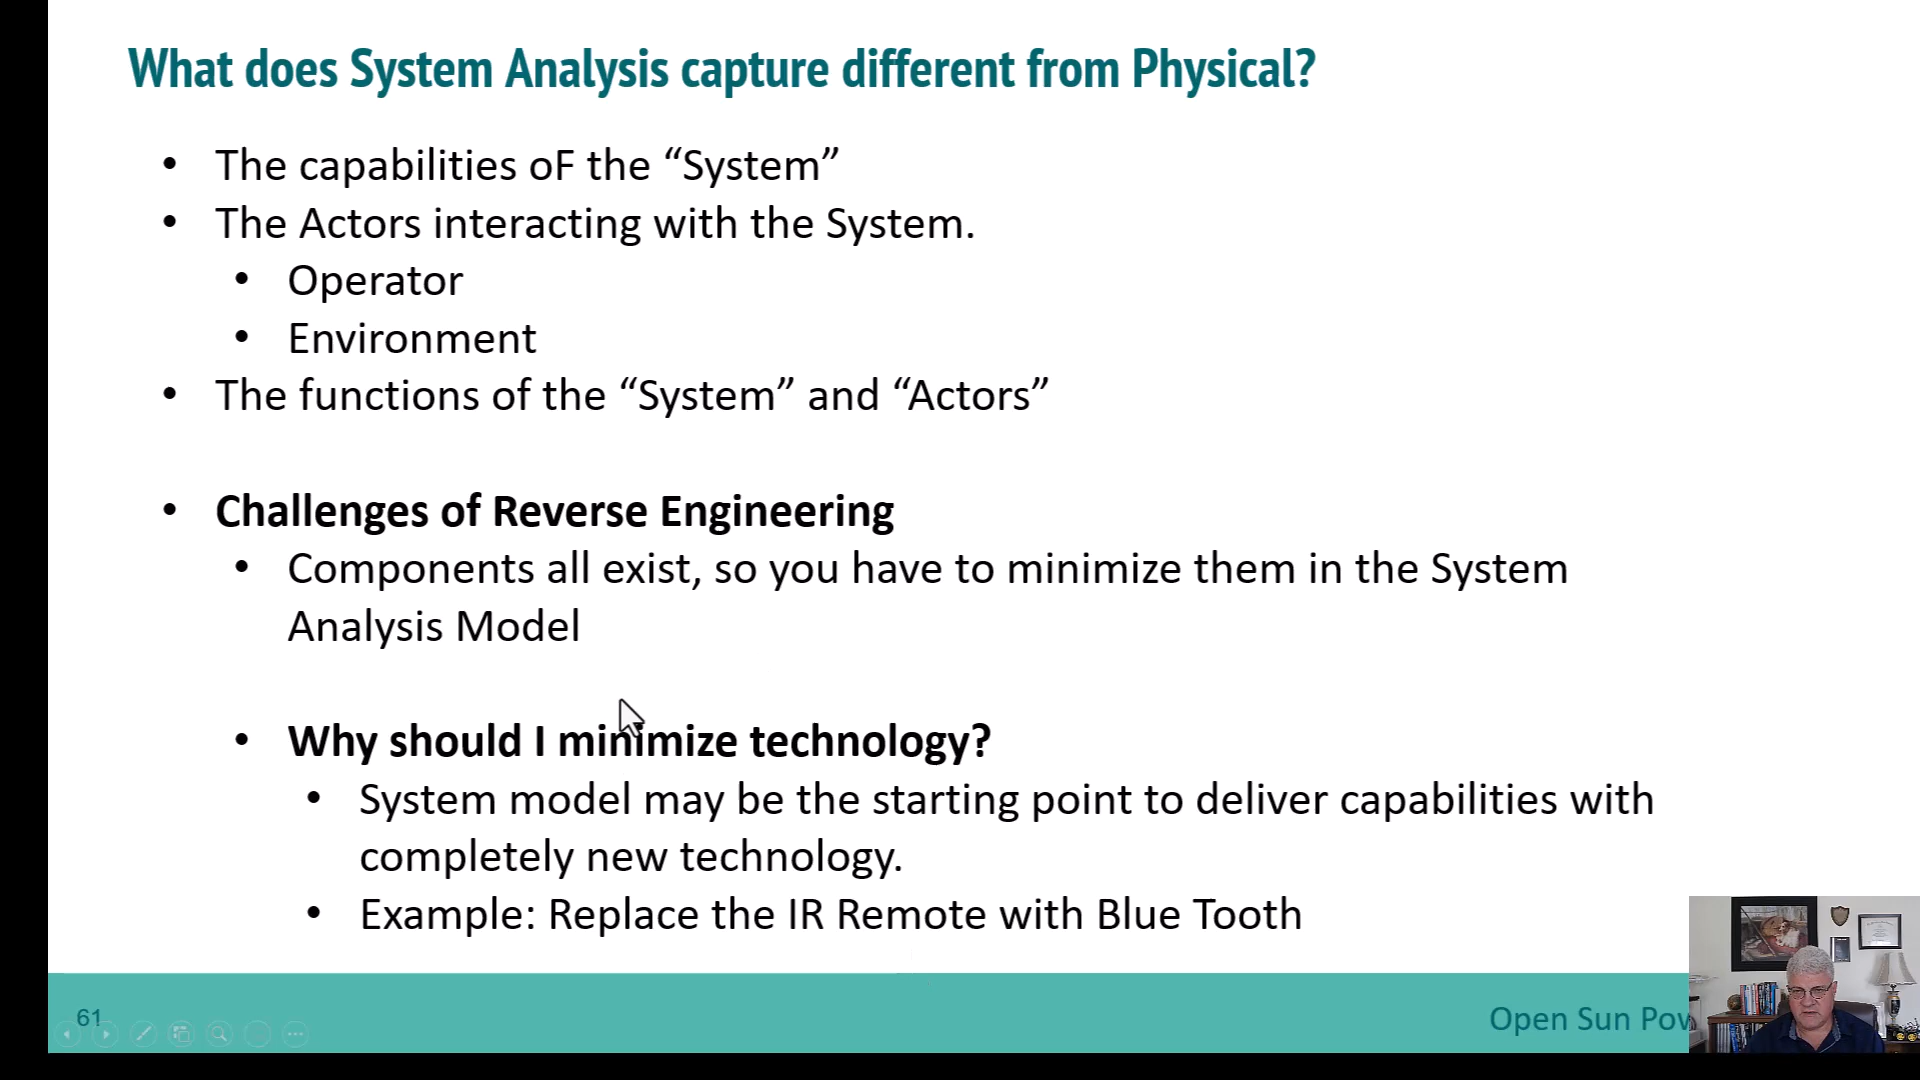 What does System Analysis capture different from Physical?
• The capabilities oF the “System”
• The Actors interacting with the System.
• Operator
• Environment
• The functions of the “System” and “Actors”
• Challenges of Reverse Engineering
• Components all exist, so you have to minimize them in the System
Analysis Model
• Why should I minimize technology?
• System model may be the starting point to deliver capabilities with
completely new technology.
• Example: Replace the IR Remote with Blue Tooth
61
Open Sun